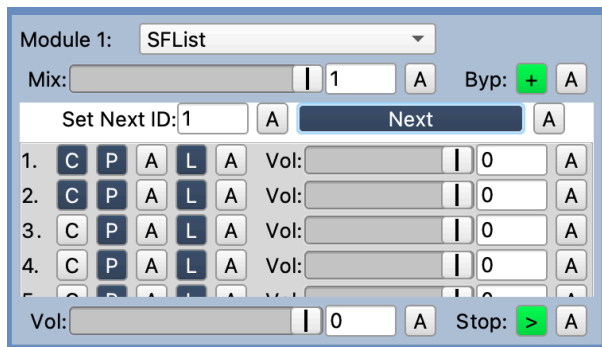 Module 1: SFList
Mix: 1 A Byp: + A
Set Next ID: 1 A Next A
1. C P A L A Vol: 0 A
2. C P A L A Vol: 0 A
3. C P A L A Vol: 0 A
4. C P A L A Vol: 0 A
Vol: 0 A Stop: > A